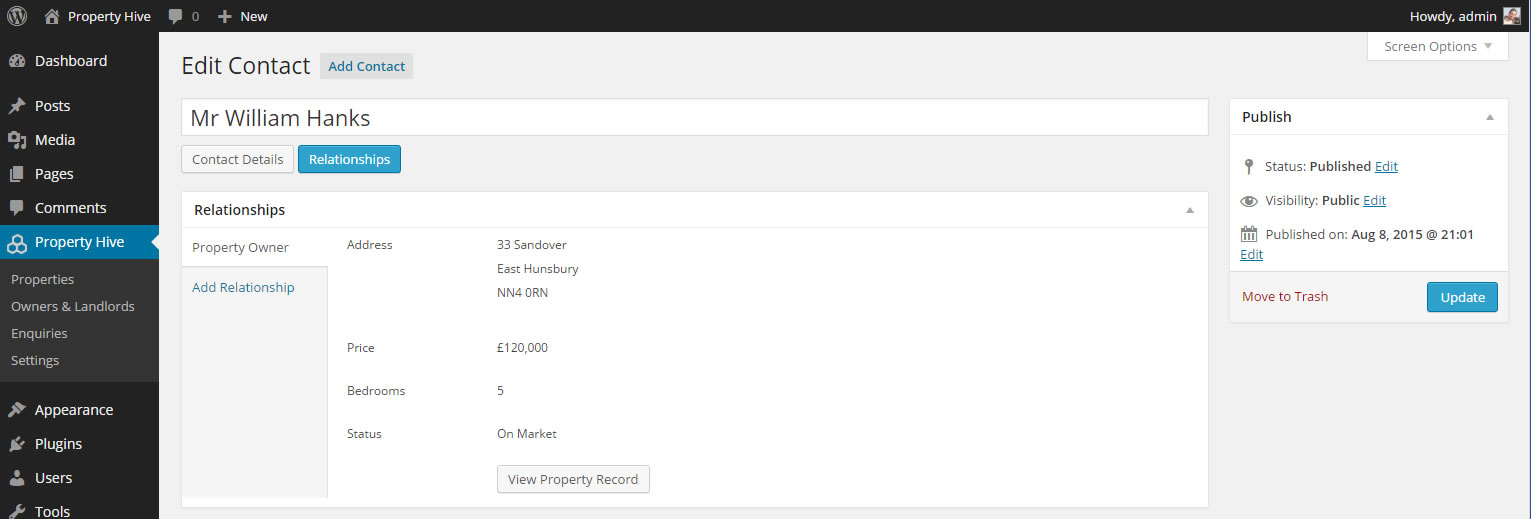 Property Hive 0 New Howdy, admin
Screen Options
Dashboard
Posts
Media
Pages
Comments
Property Hive
Properties
Owners & Landlords
Enquiries
Settings
Appearance
Plugins
Users
Tools
Edit Contact Add Contact
Mr William Hanks
Contact Details Relationships
Relationships
Property Owner
Add Relationship
Address 33 Sandover
East Hunsbury
NN4 0RN
Price £120,000
Bedrooms 5
Status On Market
View Property Record
Publish
Status: Published Edit
Visibility: Public Edit
Published on: Aug 8, 2015 @ 21:01
Edit
Move to Trash Update